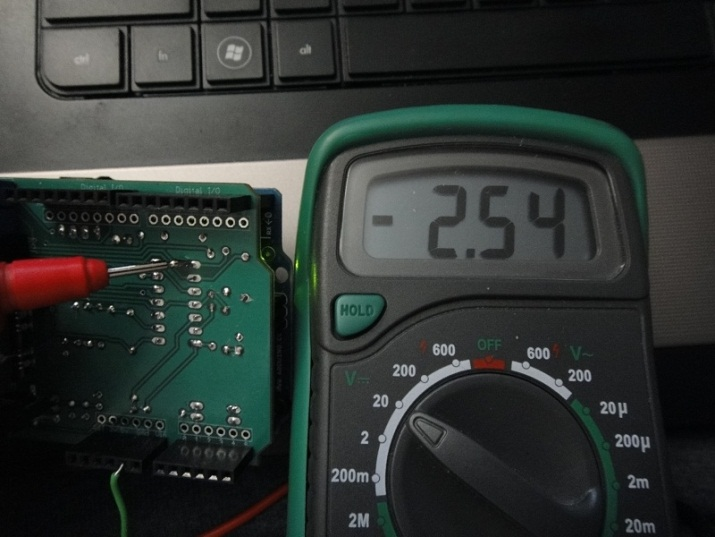 ctrl
fn
alt
Digital I/O
Digital I/O
- 2.54
HOLD
OFF
600
600
V
V~
200
200
20
20µ
2
200µ
200m
2m
2M
20m